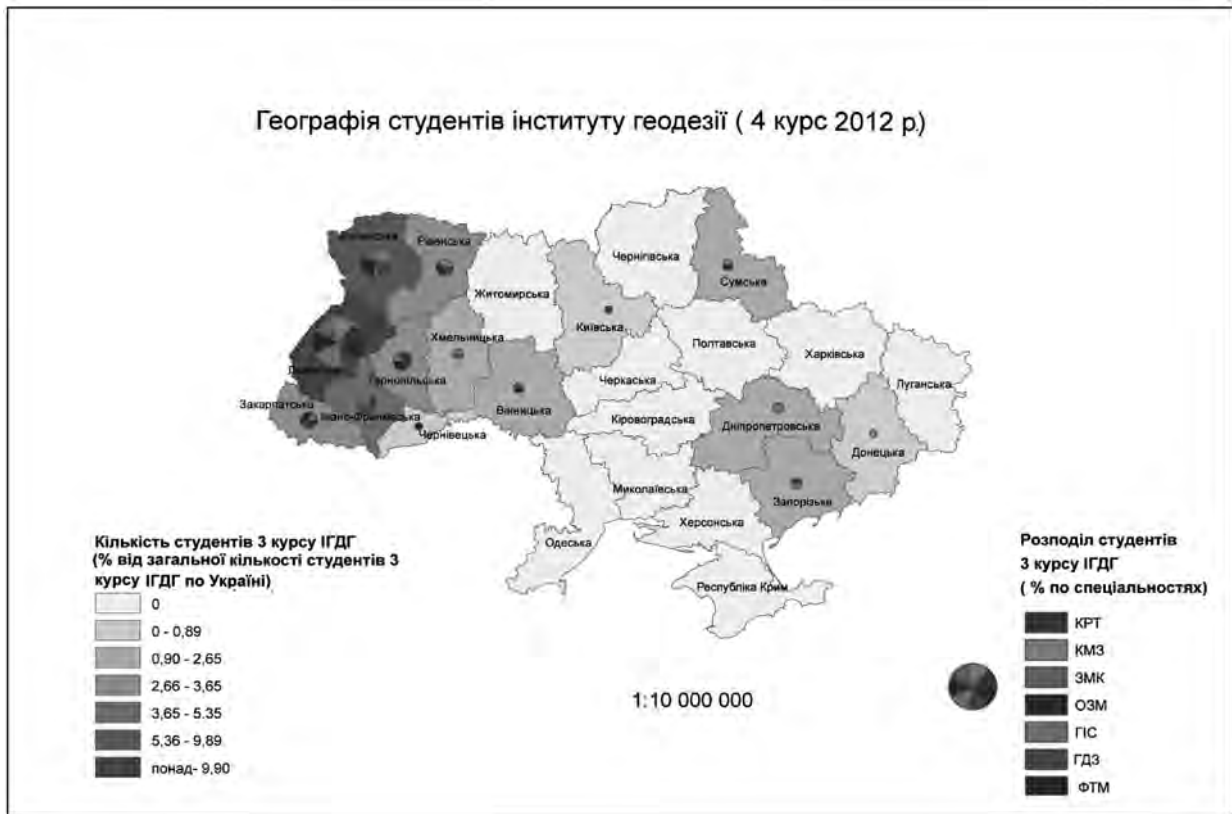 Географія студентів інституту геодезії ( 4 курс 2012 р.)
Рівенська
Чернігівська
Сумське
Житомирська
Київська
Хмельницька
Полтавська
Харківська
Луганська
Черкаська
Тернопільська
Вінницька
Закарпатська
Івано-Франківська
Кіровоградська
Дніпропетровське
Чернівецька
Донецька
Миколаївська
Запорізьке
Херсонська
Одеська
Республіка Крим
Кількість студентів 3 курсу ІГДГ
(% від загальної кількості студентів 3
курсу ІГДГ по Україні)
0
0 - 0,89
0,90 - 2,65
2,66 - 3,65
3,65 - 5,35
5,36 - 9,89
понад- 9,90
1:10 000 000
Розподіл студентів
3 курсу ІГДГ
( % по спеціальностях)
КРТ
КМЗ
ЗМК
ОЗМ
ГІС
ГДЗ
ФТМ